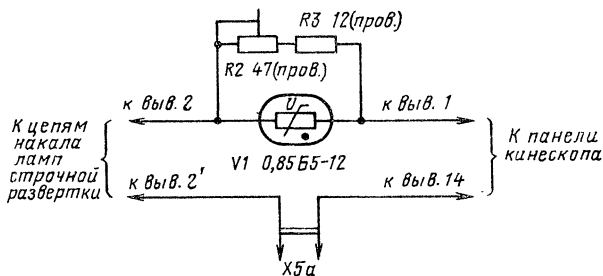 R3 12(пров.)
R2 47(пров.)
к выв. 2
U
к выв. 1
К цепям
накала
ламп
строчной
развертки
V1 0,85Б5-12
К панели
кинескопа
к выв. 2'
к выв. 14
X5a